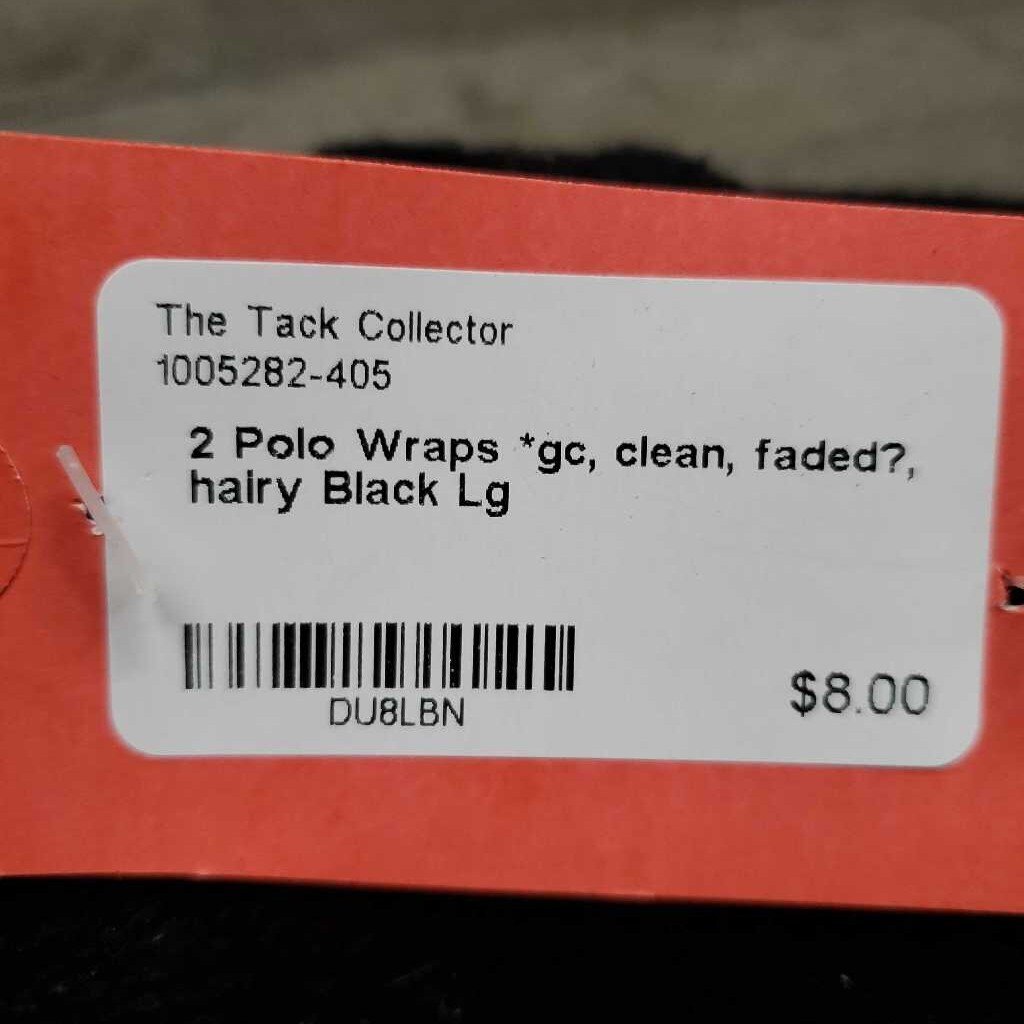 The Tack Collector
1005282-405
2 Polo Wraps *gc, clean, faded?,
hairy Black Lg
DU8LBN
$8.00